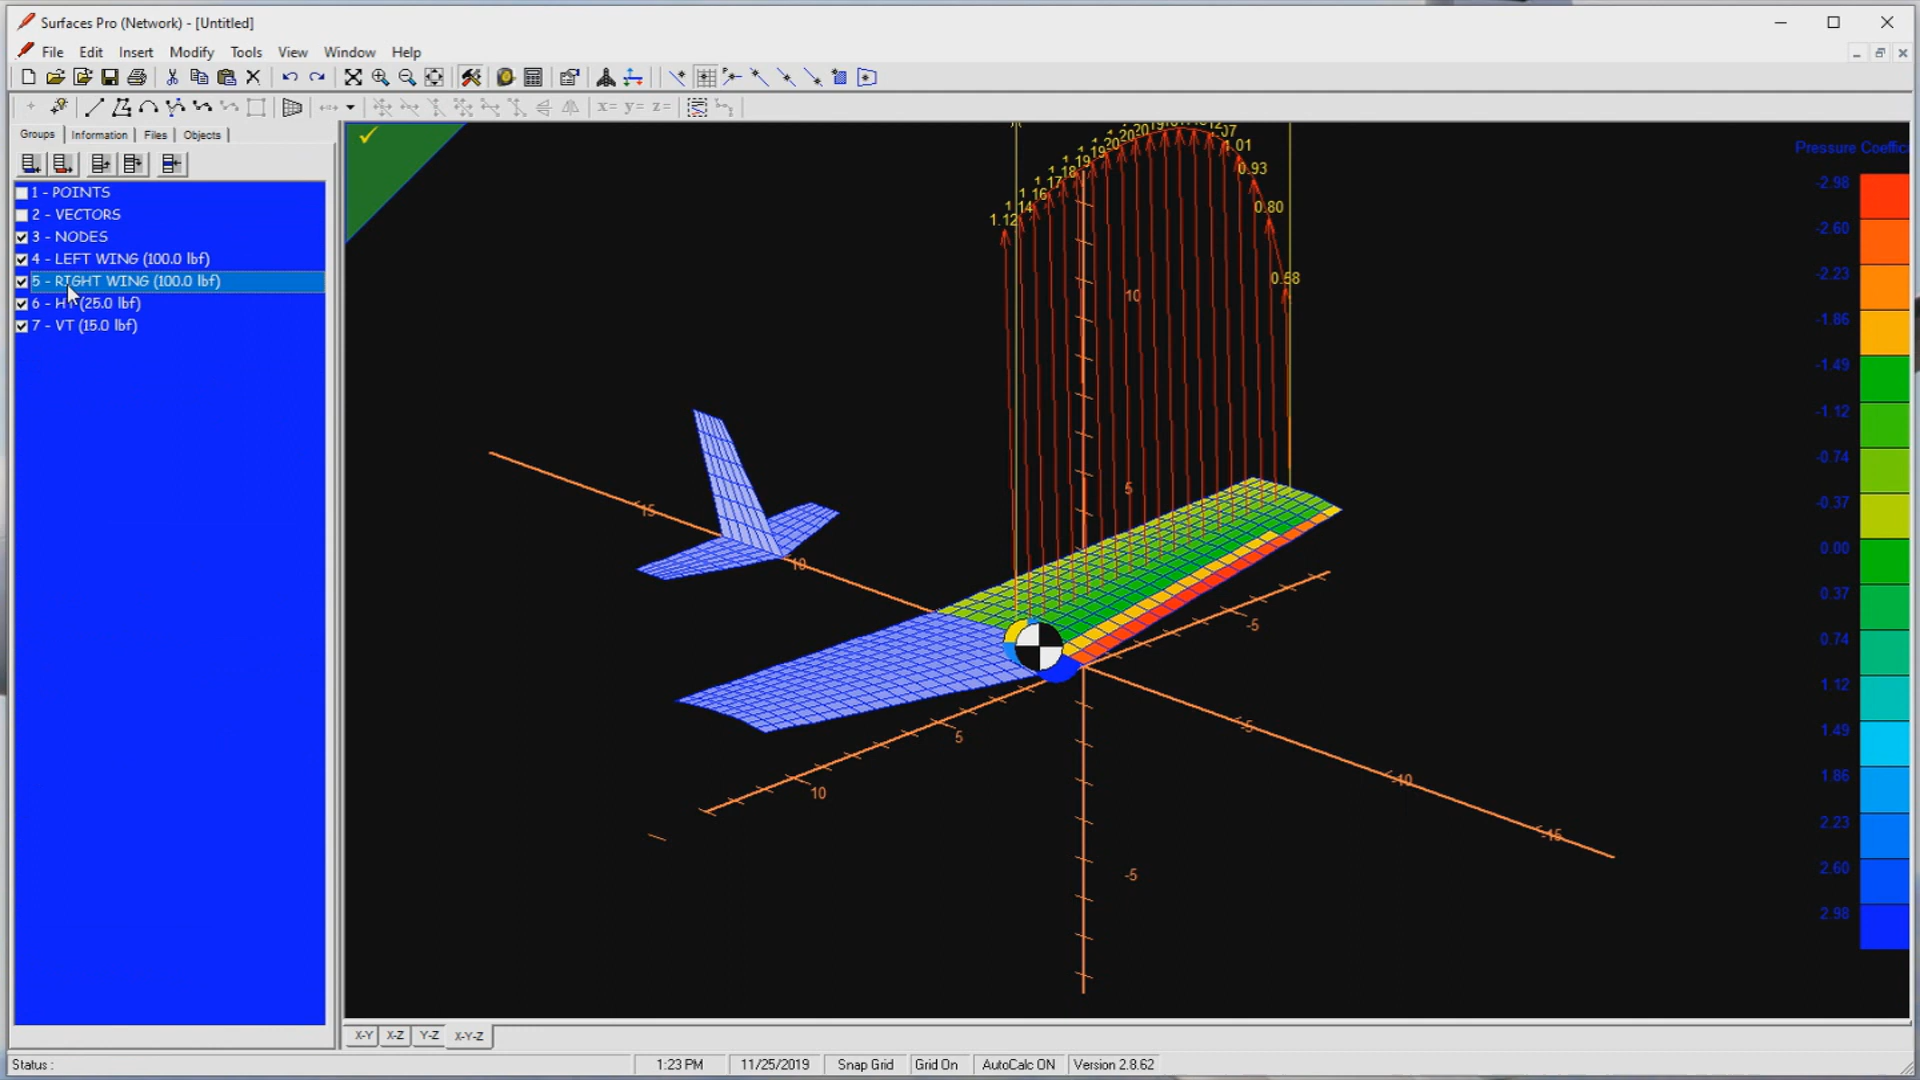 Surfaces Pro (Network) - [Untitled]
File Edit Insert Modify Tools View Window Help
x= y= z=
Groups Information Files Objects
1 - POINTS
2 - VECTORS
3 - NODES
4 - LEFT WING (100.0 lbf)
5 - RIGHT WING (100.0 lbf)
6 - HT (25.0 lbf)
7 - VT (15.0 lbf)
1.12
1.14
1.16
1.17
1.18
1.19
1.19
1.20
1.20
1.01
0.93
0.80
0.58
10
5
15
10
-5
5
10
-5
-10
-15
-5
Pressure
-2.98
-2.60
-2.23
-1.86
-1.49
-1.12
-0.74
-0.37
0.00
0.37
0.74
1.12
1.49
1.86
2.23
2.60
2.98
X-Y X-Z Y-Z X-Y-Z
Status : 1:23 PM 11/25/2019 Snap Grid Grid On AutoCalc ON Version 2.8.62